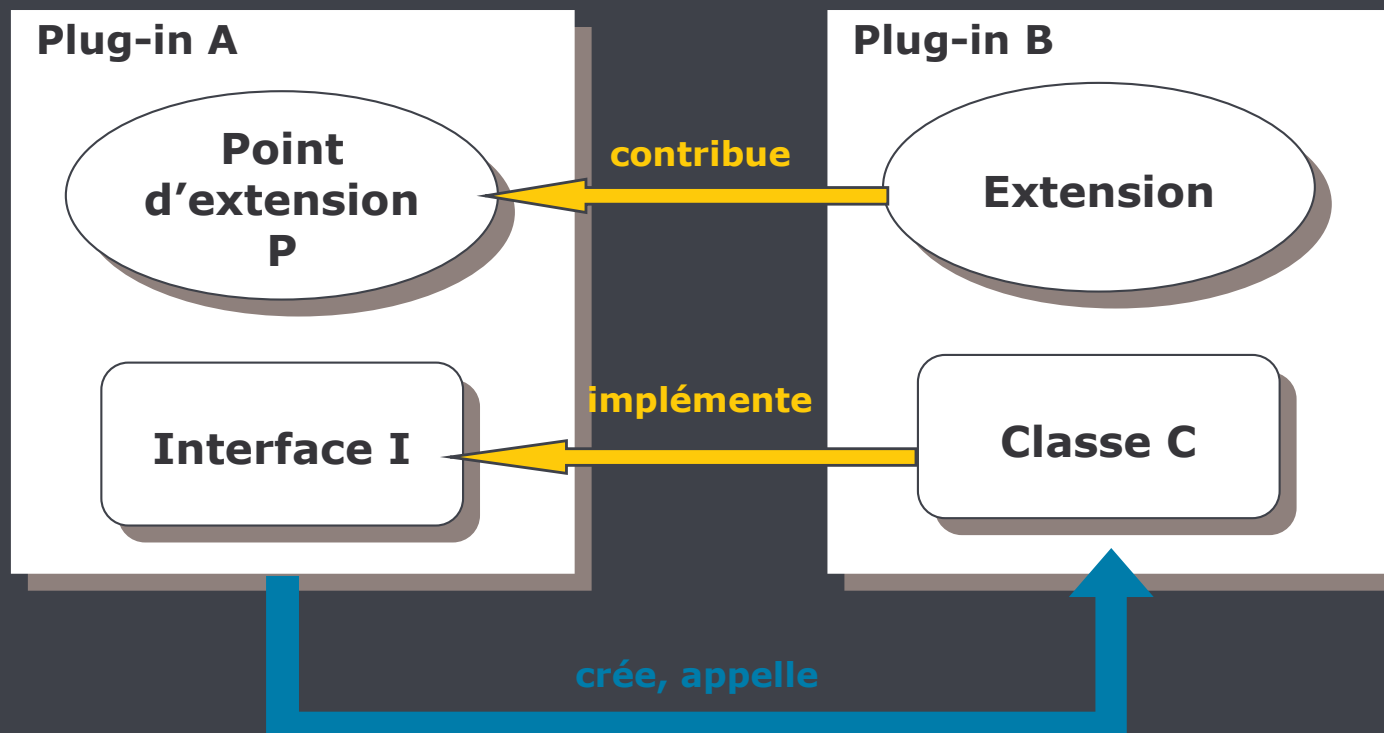 Plug-in A
Plug-in B
Point
d’extension
P
contribue
Extension
implémente
Interface I
Classe C
crée, appelle